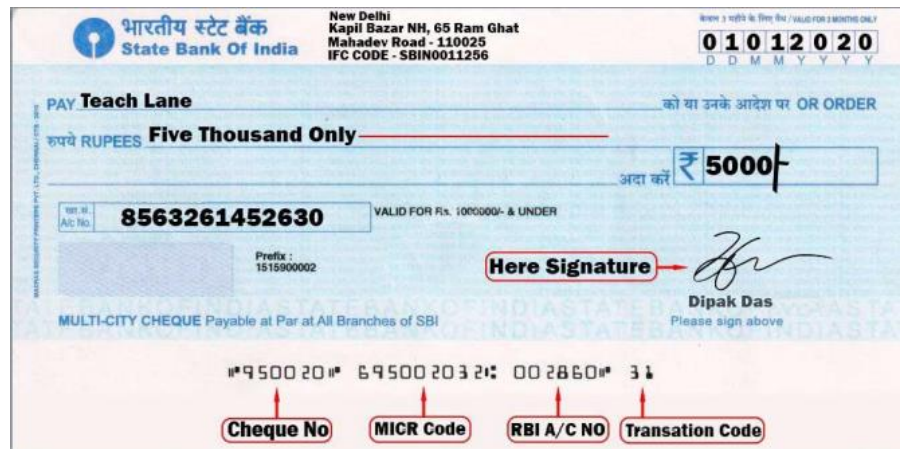 भारतीय स्टेट बैंक
State Bank Of India
New Delhi
Kapil Bazar NH, 65 Ram Ghat
Mahadev Road - 110025
IFC CODE - SBIN0011256
VALID FOR 3 MONTHS ONLY
0 1 0 1 2 0 2 0
D D M M Y Y Y Y
PAY Teach Lane को या उनके आदेश पर OR ORDER
रुपये RUPEES Five Thousand Only
अदा करें ₹ 5000/-
A/c No. 8563261452630 VALID FOR Rs. 1000000/- & UNDER
Prefix :
1515900002
Here Signature
Dipak Das
MULTI-CITY CHEQUE Payable at Par at All Branches of SBI Please sign above
⑈950020⑈ 695002032⑆ 002860⑈ 31
Cheque No MICR Code RBI A/C NO Transation Code